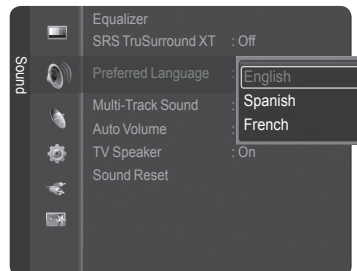 Sound
Equalizer
SRS TruSurround XT : Off
Preferred Language :
English
Spanish
French
Multi-Track Sound :
Auto Volume :
TV Speaker : On
Sound Reset